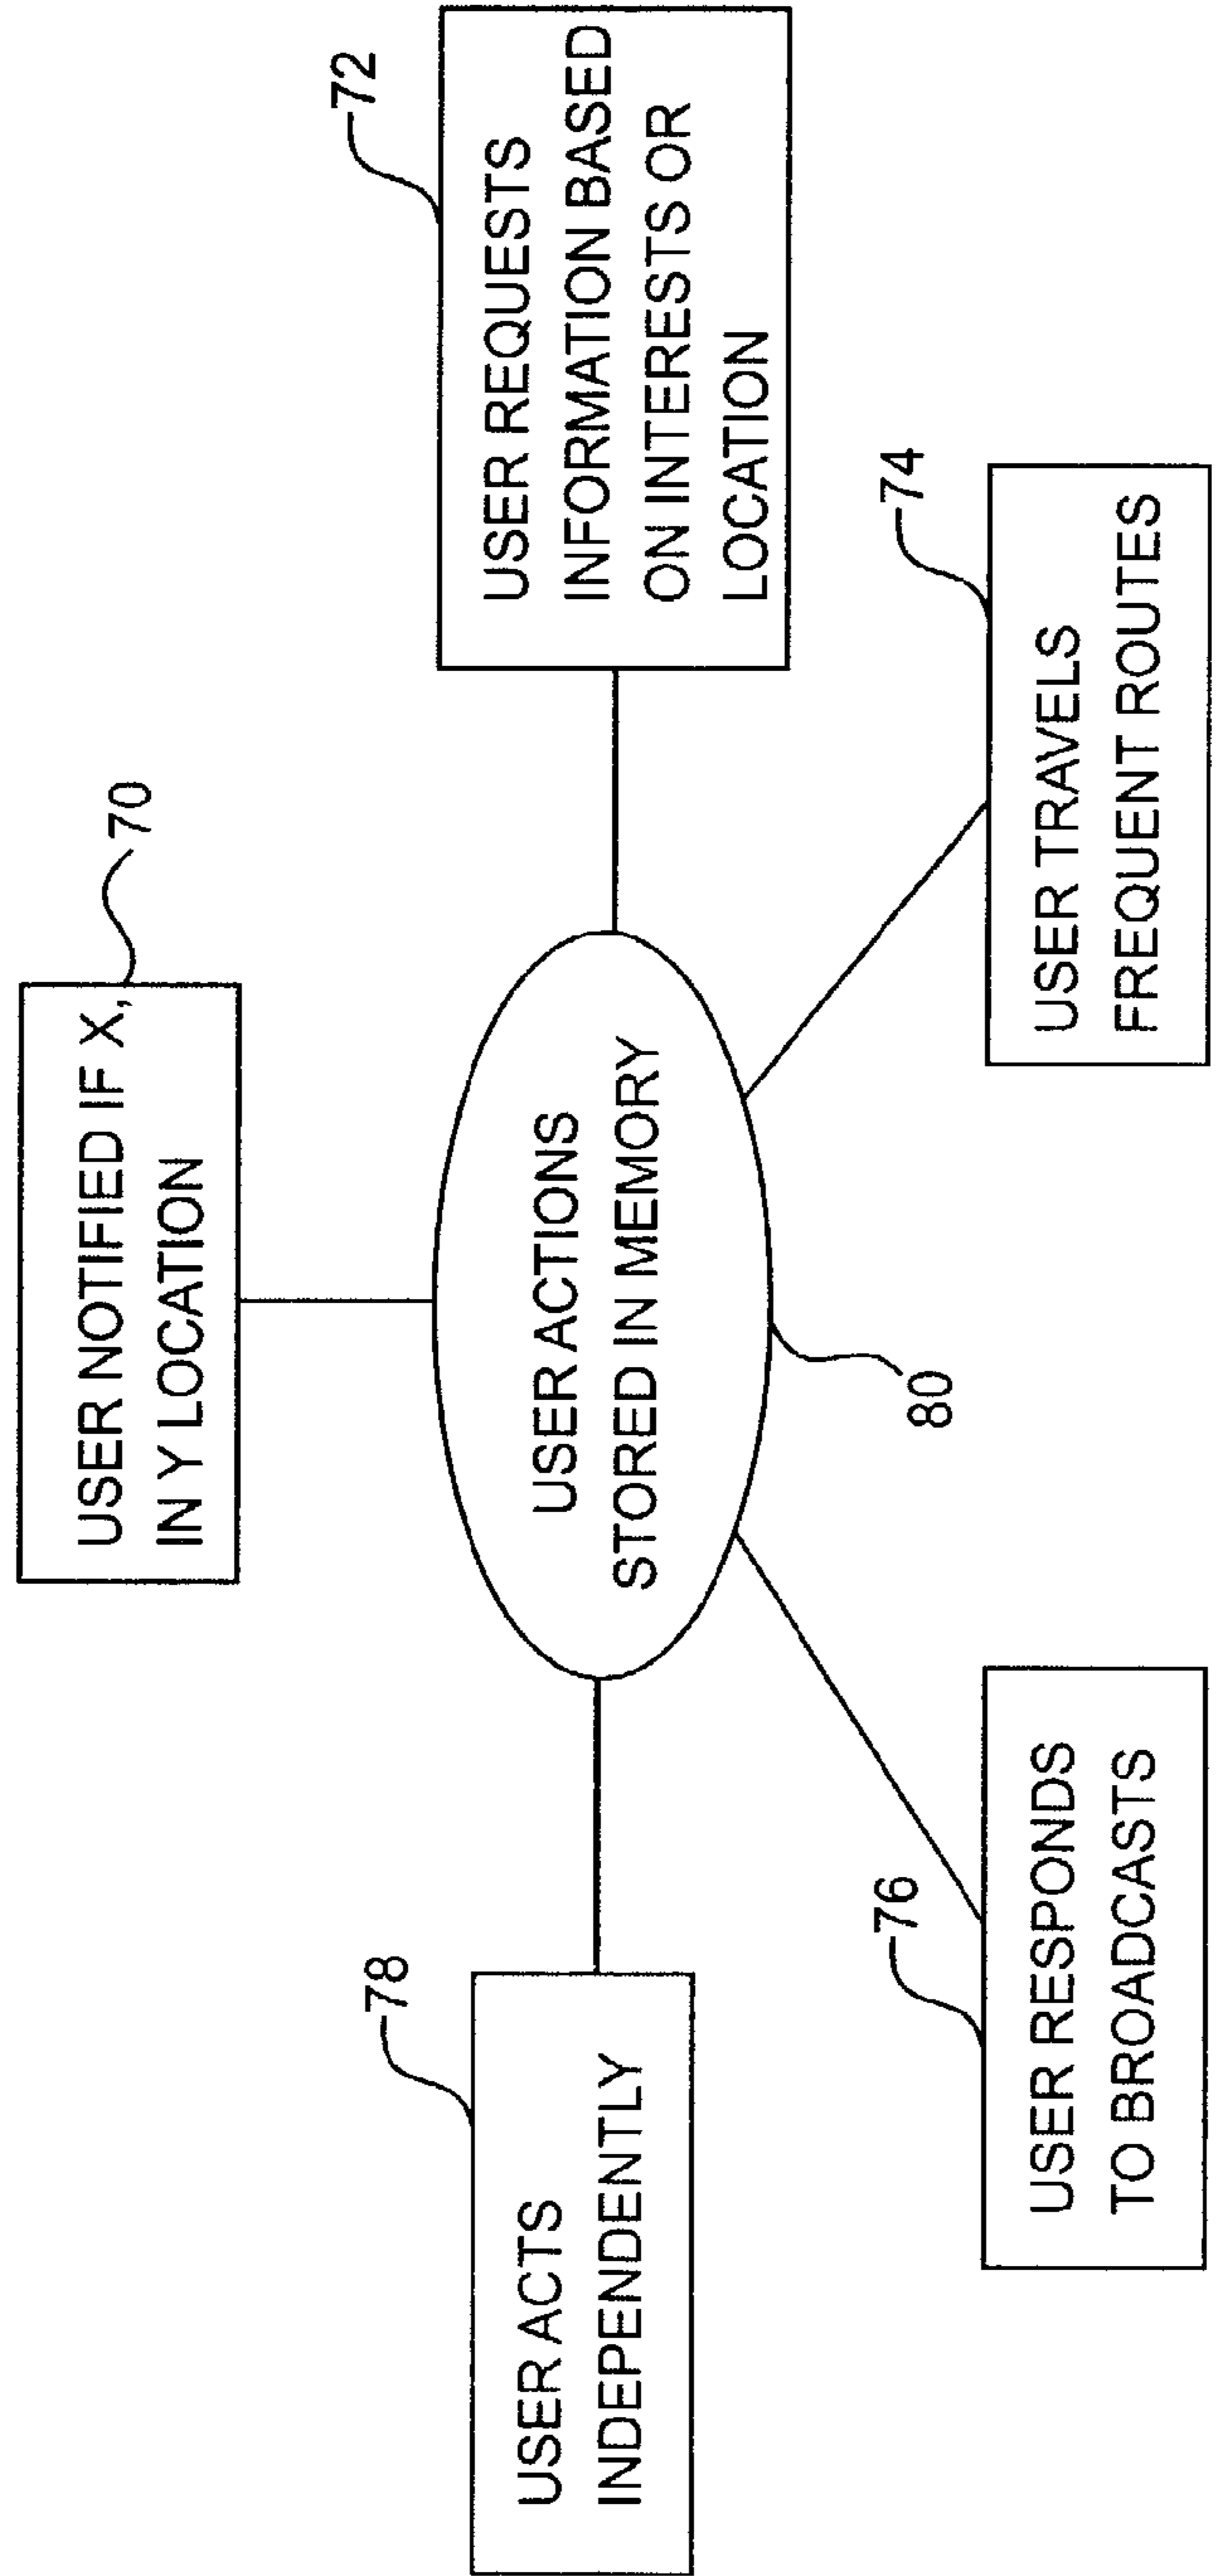 70
USER NOTIFIED IF X,
IN Y LOCATION
78
USER ACTS
INDEPENDENTLY
USER ACTIONS
STORED IN MEMORY
80
72
USER REQUESTS
INFORMATION BASED
ON INTERESTS OR
LOCATION
76
USER RESPONDS
TO BROADCASTS
74
USER TRAVELS
FREQUENT ROUTES